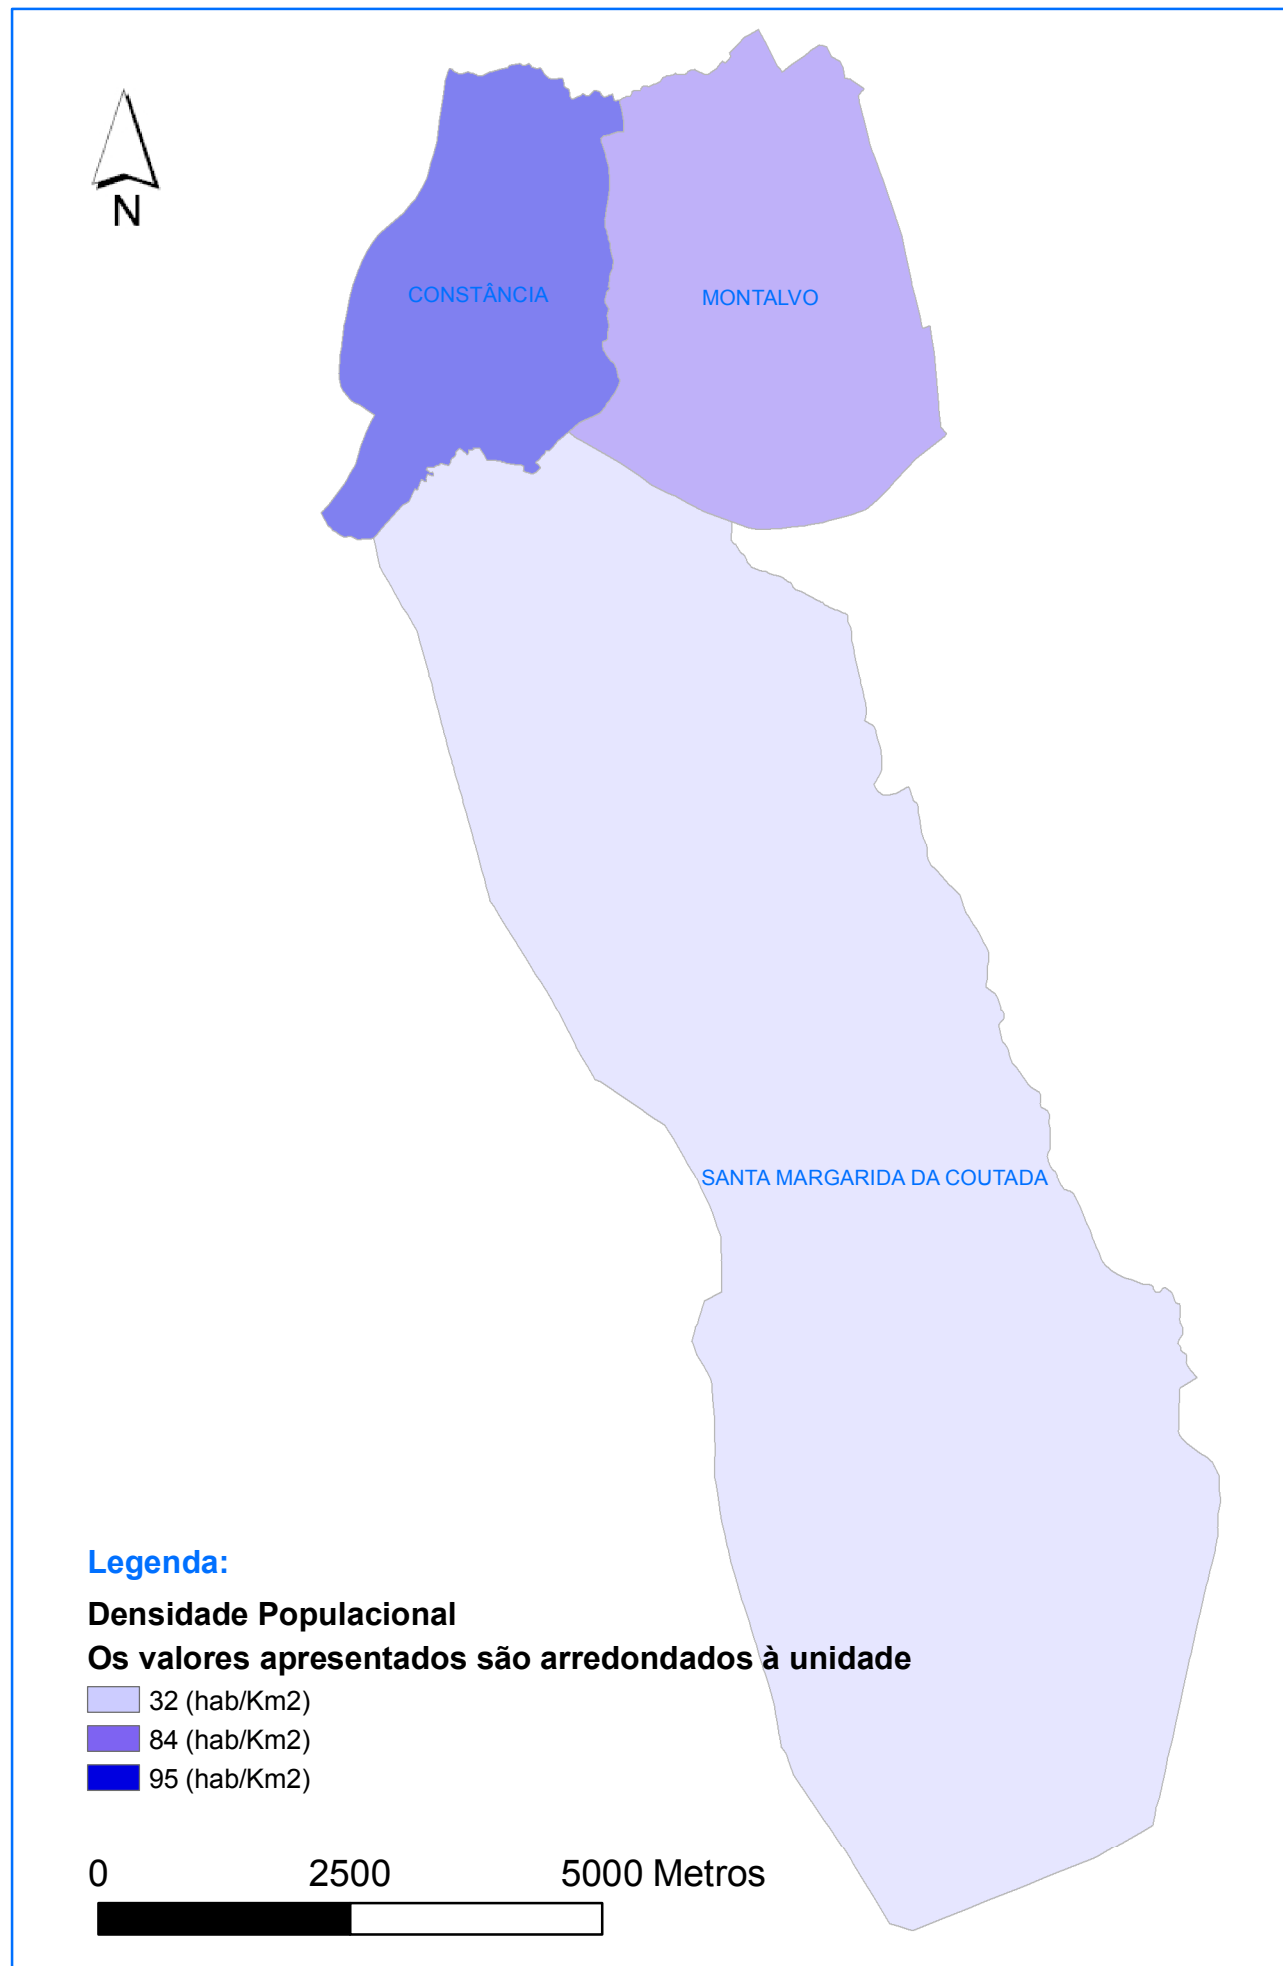 N
CONSTÂNCIA
MONTALVO
SANTA MARGARIDA DA COUTADA
Legenda:
Densidade Populacional
Os valores apresentados são arredondados à unidade
32 (hab/Km2)
84 (hab/Km2)
95 (hab/Km2)
0 2500 5000 Metros